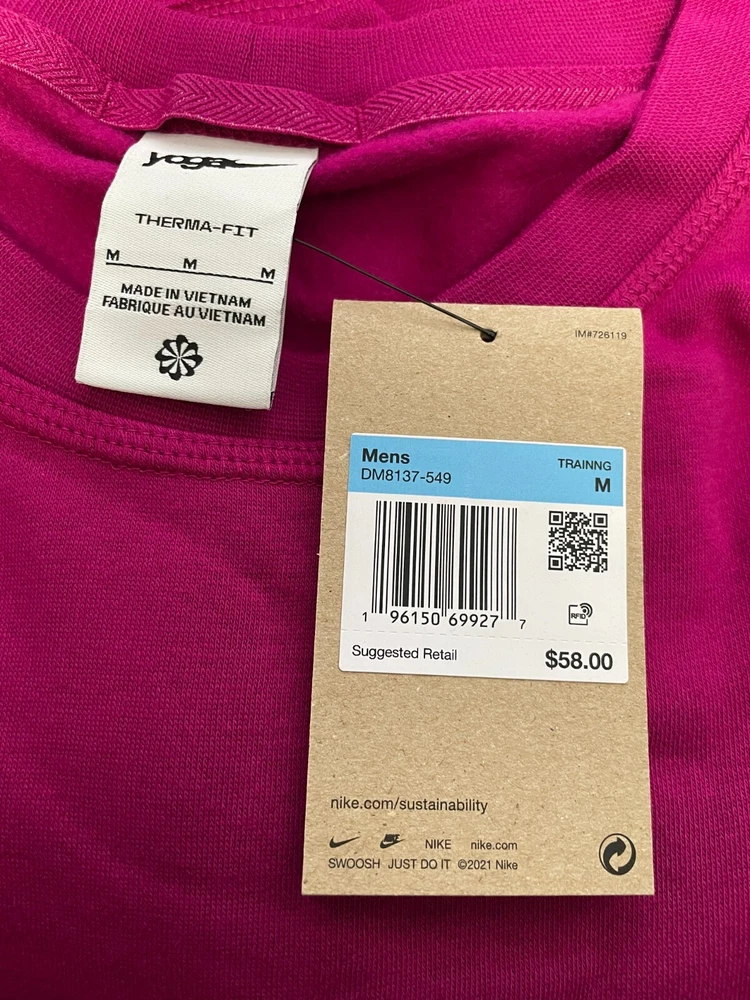 yoga
THERMA-FIT
M M M
MADE IN VIETNAM
FABRIQUE AU VIETNAM
IM#726119
Mens
TRAINNG
DM8137-549
M
1 96150 69927 7
RFID
Suggested Retail
$58.00
nike.com/sustainability
NIKE nike.com
SWOOSH JUST DO IT ©2021 Nike